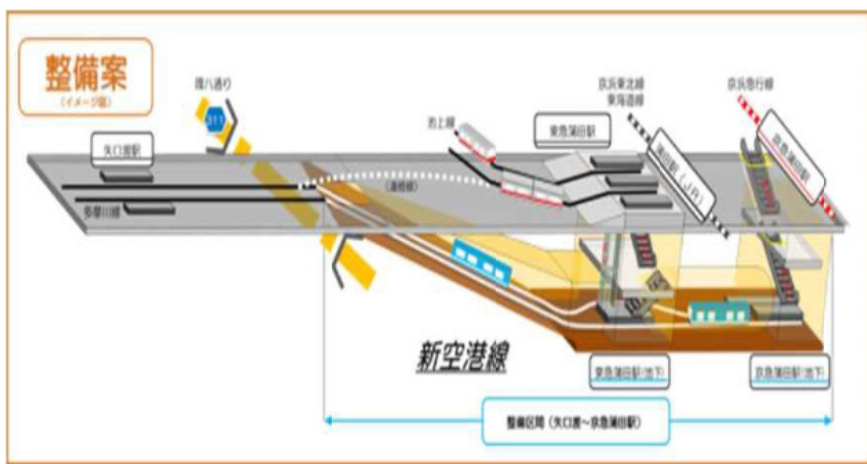 整備案
(イメージ図)
環八通り
311
矢口渡駅
多摩川線
池上線
(連絡線)
東急蒲田駅
京浜東北線
東海道線
蒲田駅(JR)
京浜急行線
京急蒲田駅
新空港線
東急蒲田駅(地下)
京急蒲田駅(地下)
整備区間(矢口渡～京急蒲田駅)